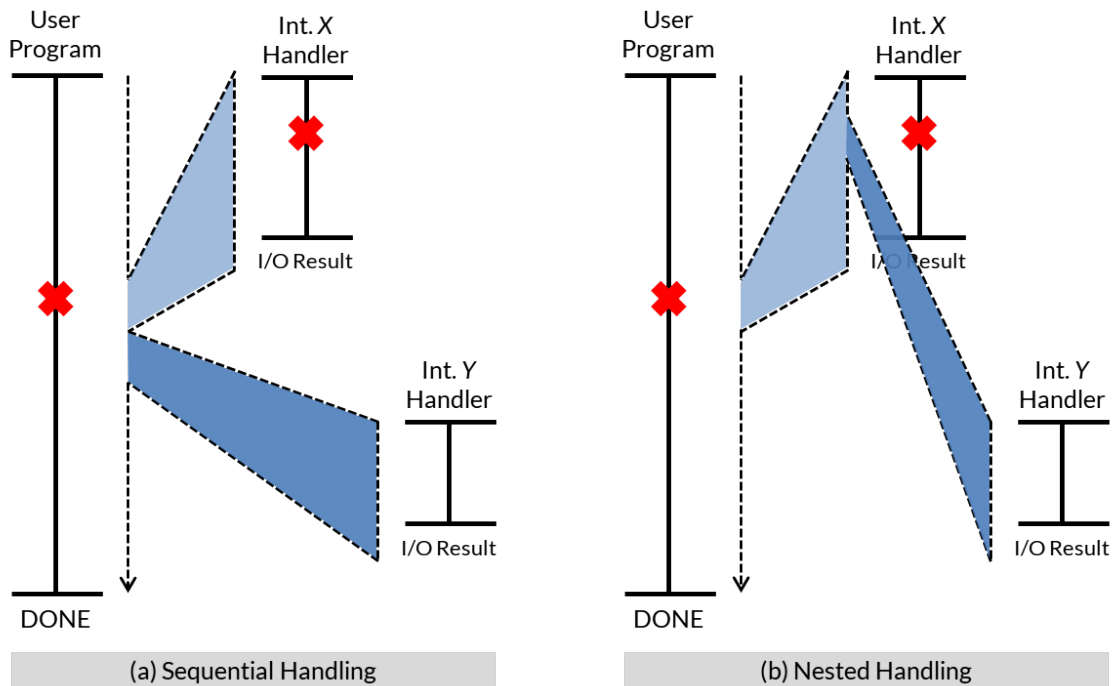 User
Program
Int. X
Handler
I/O Result
Int. Y
Handler
I/O Result
DONE
(a) Sequential Handling
User
Program
Int. X
Handler
I/O Result
Int. Y
Handler
I/O Result
DONE
(b) Nested Handling